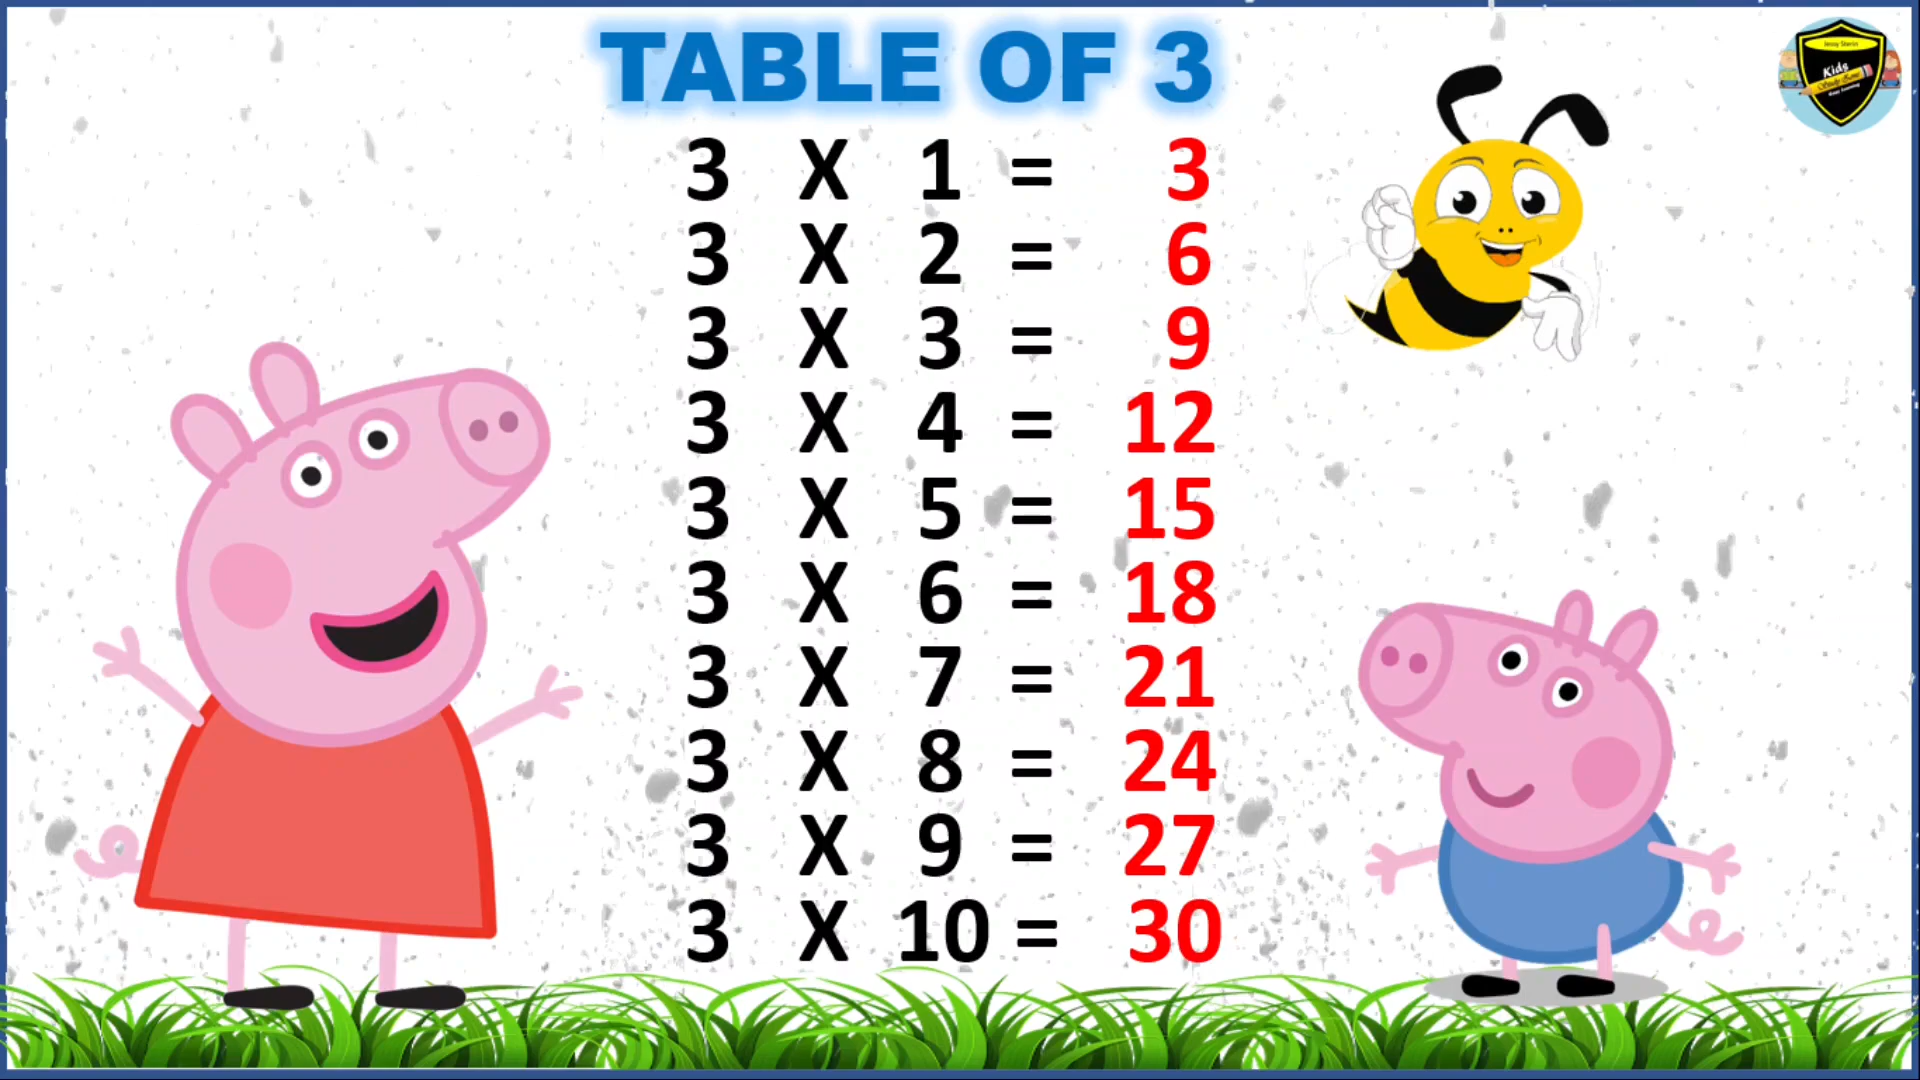 TABLE OF 3
3 X 1 = 3
3 X 2 = 6
3 X 3 = 9
3 X 4 = 12
3 X 5 = 15
3 X 6 = 18
3 X 7 = 21
3 X 8 = 24
3 X 9 = 27
3 X 10 = 30
Kids